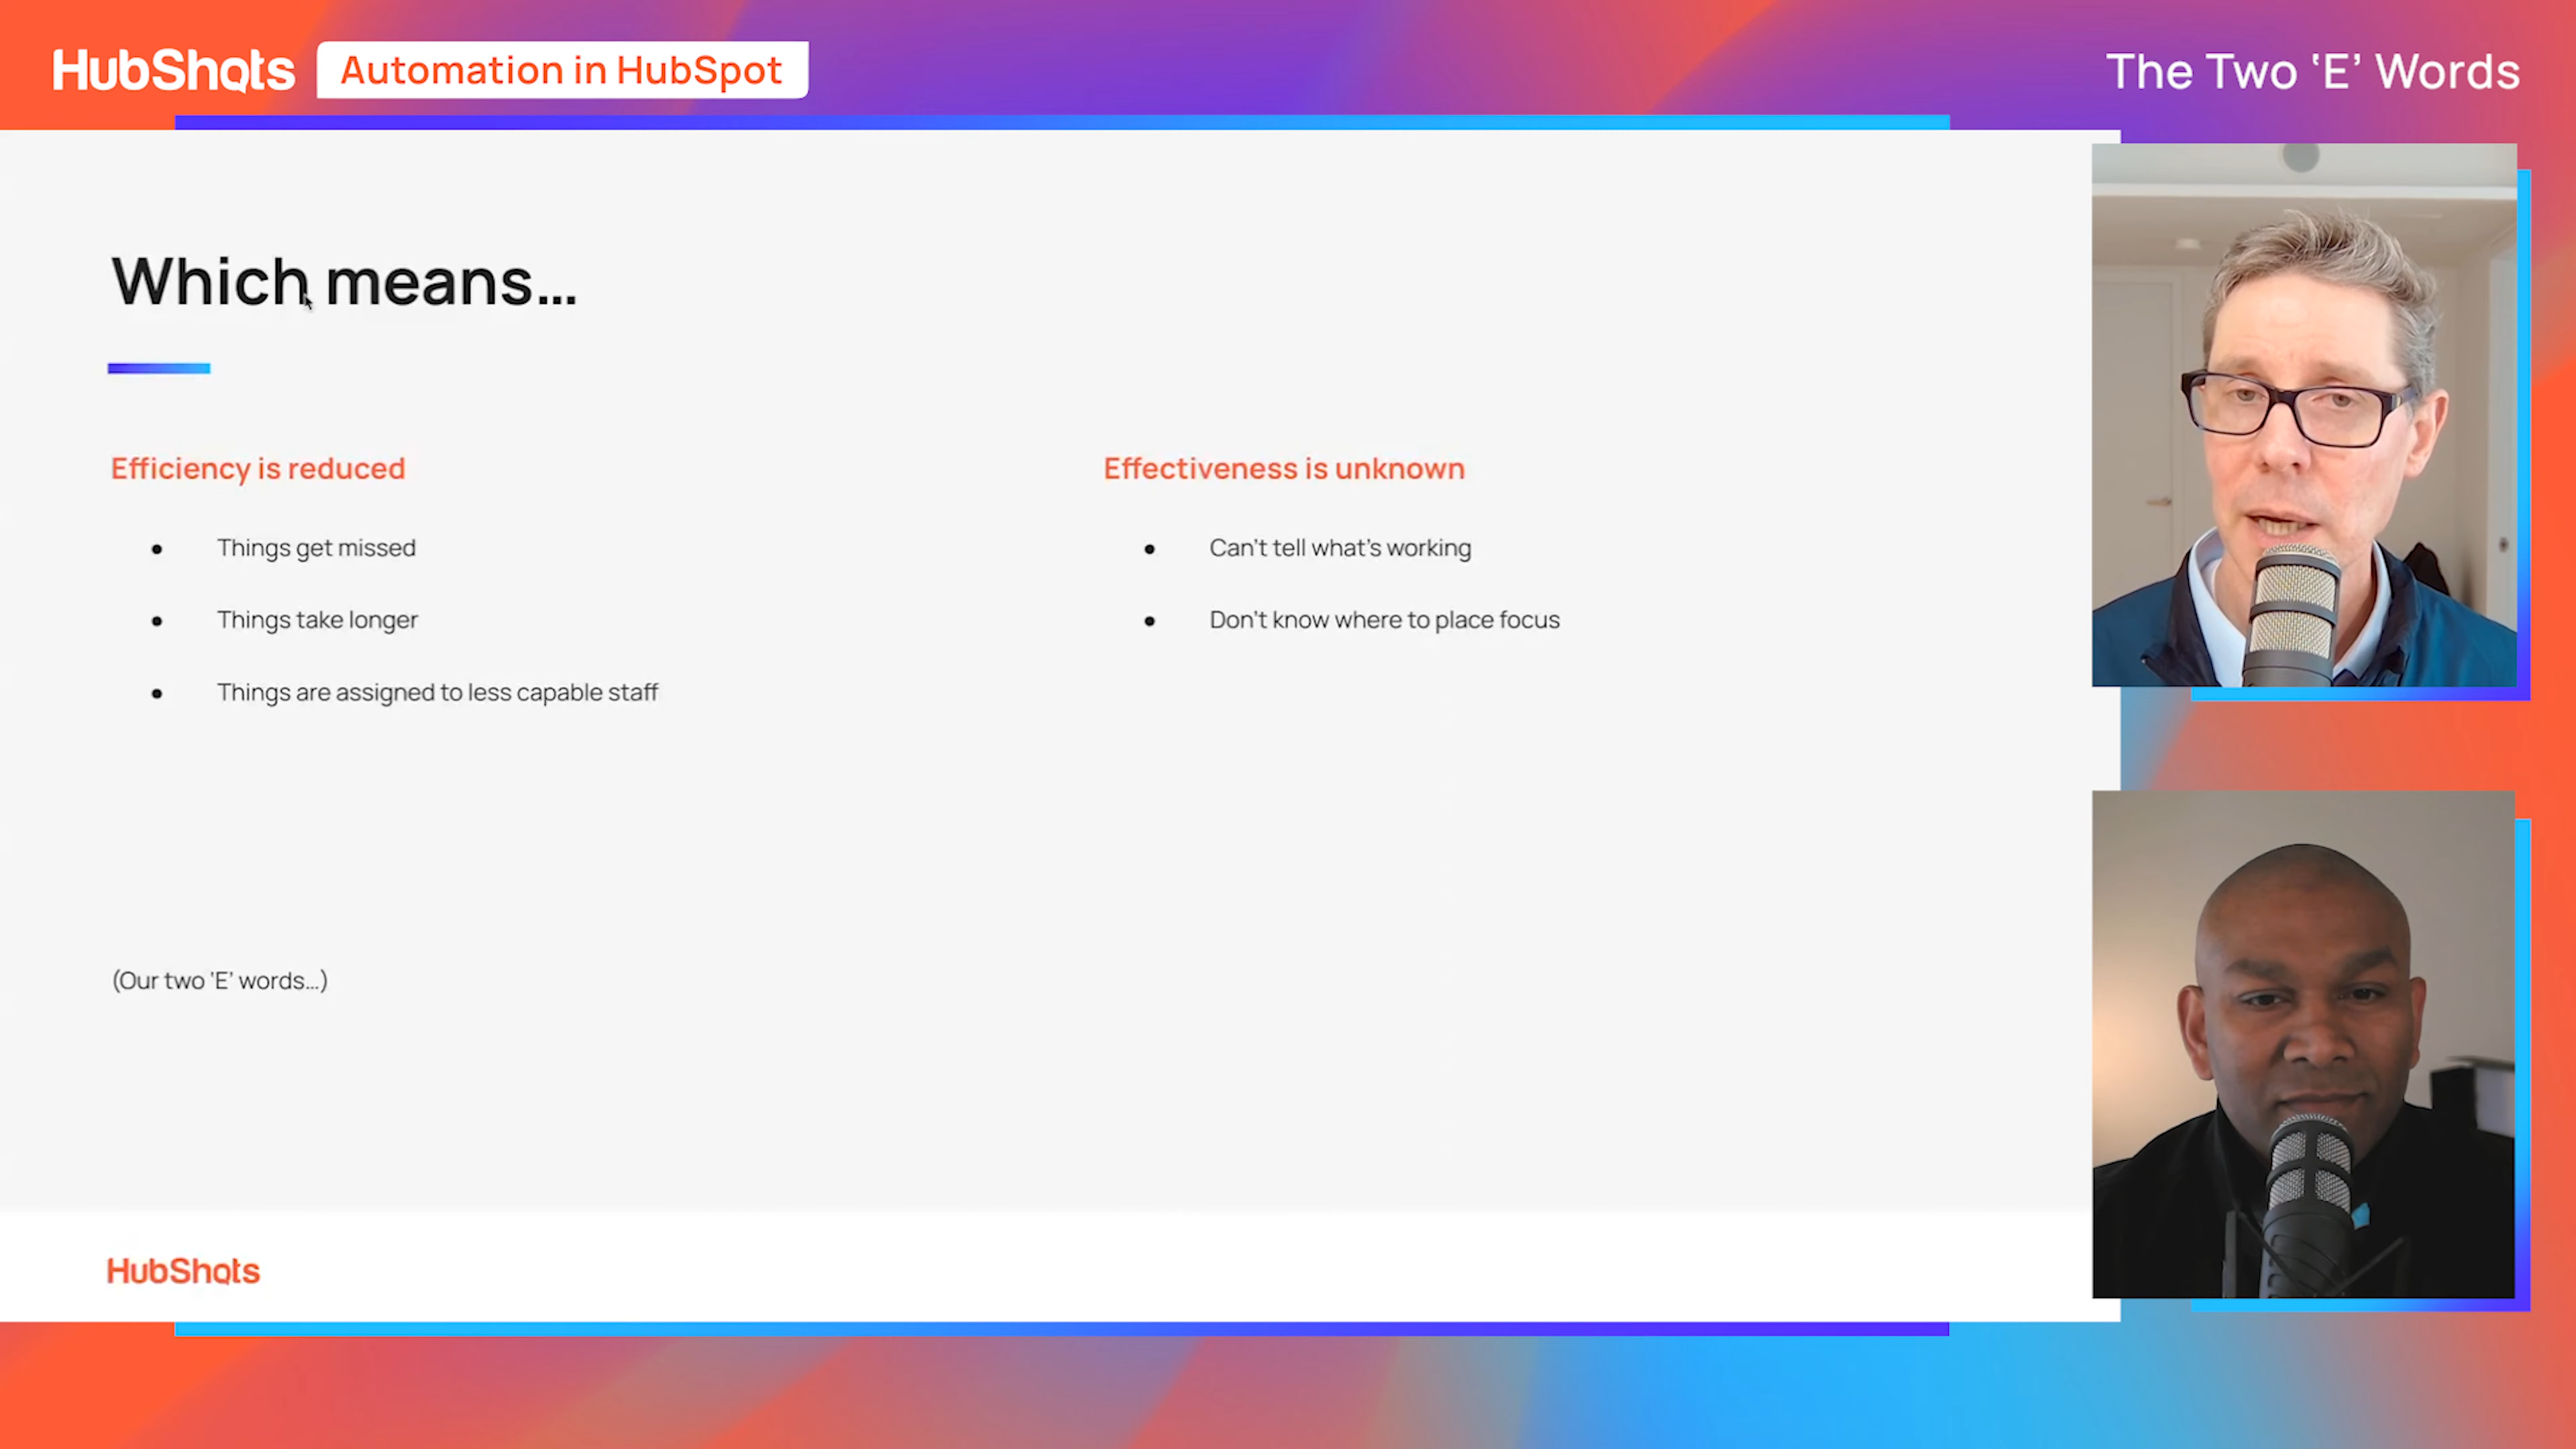 HubShots
Automation in HubSpot
The Two ‘E’ Words
Which means...
Efficiency is reduced
● Things get missed
● Things take longer
● Things are assigned to less capable staff
Effectiveness is unknown
● Can't tell what's working
● Don't know where to place focus
(Our two ‘E’ words...)
HubShots